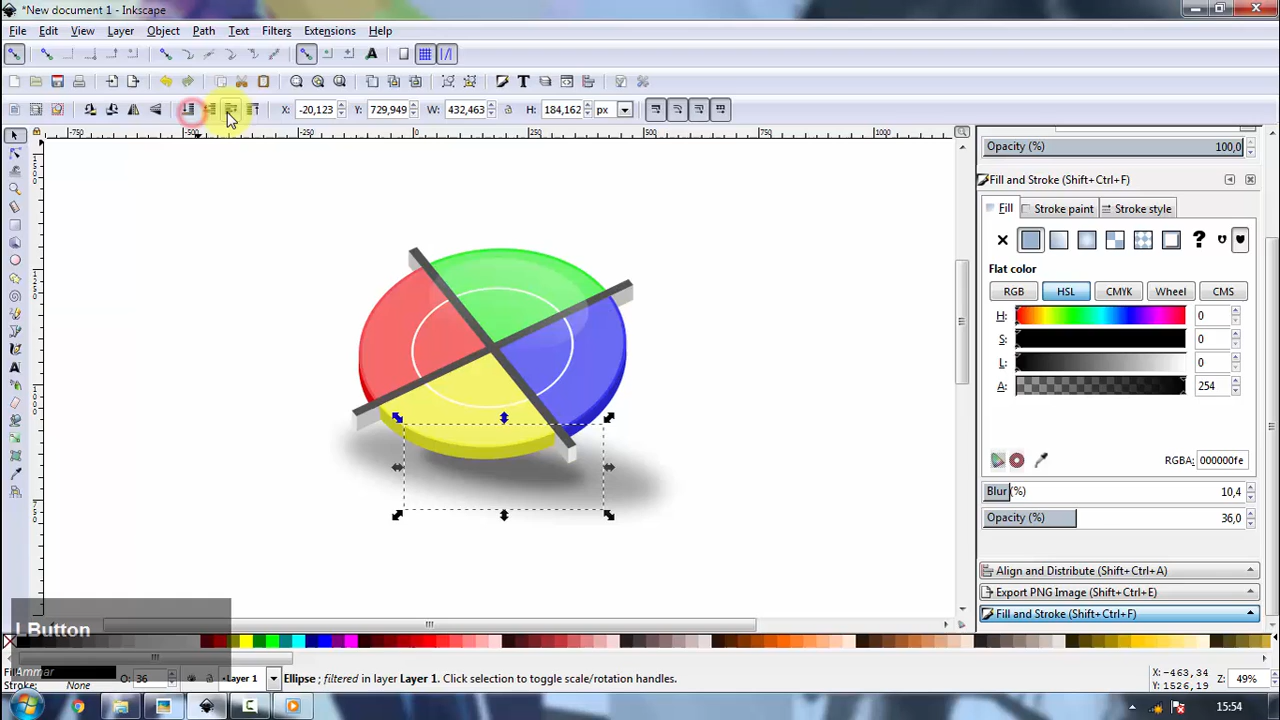 *New document 1 - Inkscape
File Edit View Layer Object Path Text Filters Extensions Help
X: -20,123 Y: 729,949 W: 432,463 H: 184,162 px
Opacity (%) 100,0
Fill and Stroke (Shift+Ctrl+F)
Fill Stroke paint Stroke style
Flat color
RGB HSL CMYK Wheel CMS
H: 0
S: 0
L: 0
A: 254
RGBA: 000000fe
Blur (%) 10,4
Opacity (%) 36,0
Align and Distribute (Shift+Ctrl+A)
Export PNG Image (Shift+Ctrl+E)
Fill and Stroke (Shift+Ctrl+F)
Button
Ammar
Stroke: None O: 36 Layer 1 Ellipse ; filtered in layer Layer 1. Click selection to toggle scale/rotation handles. X: -463,34 Y: 1526,19 Z: 49%
15:54